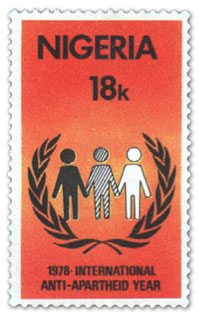 NIGERIA
18k
1978·INTERNATIONAL
ANTI-APARTHEID YEAR